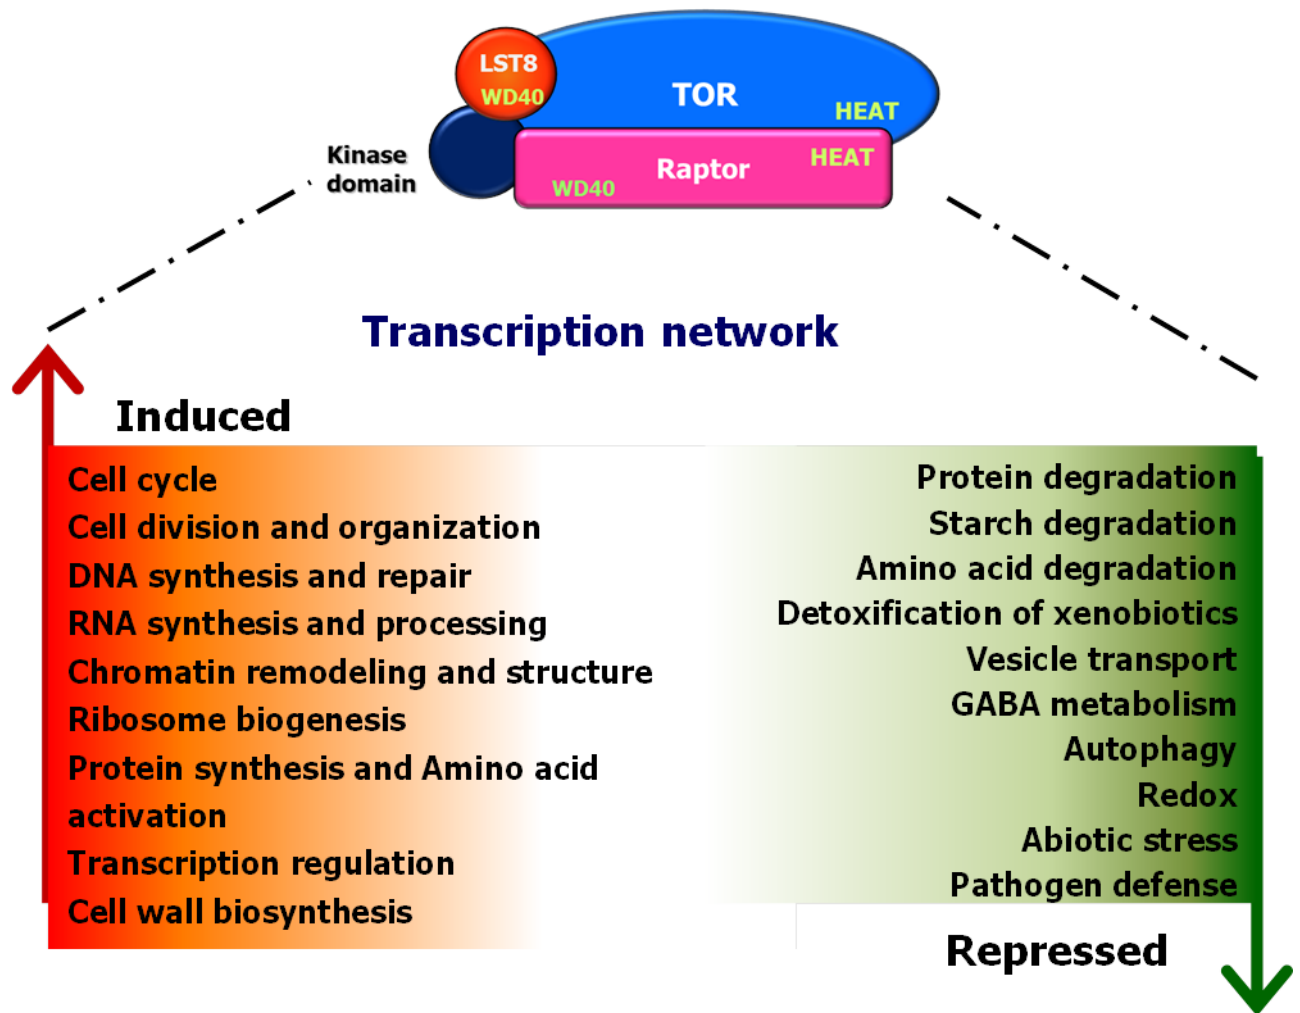 LST8
WD40
TOR
HEAT
Kinase
domain
Raptor
HEAT
WD40
Transcription network
Induced
Cell cycle
Cell division and organization
DNA synthesis and repair
RNA synthesis and processing
Chromatin remodeling and structure
Ribosome biogenesis
Protein synthesis and Amino acid
activation
Transcription regulation
Cell wall biosynthesis
Protein degradation
Starch degradation
Amino acid degradation
Detoxification of xenobiotics
Vesicle transport
GABA metabolism
Autophagy
Redox
Abiotic stress
Pathogen defense
Repressed